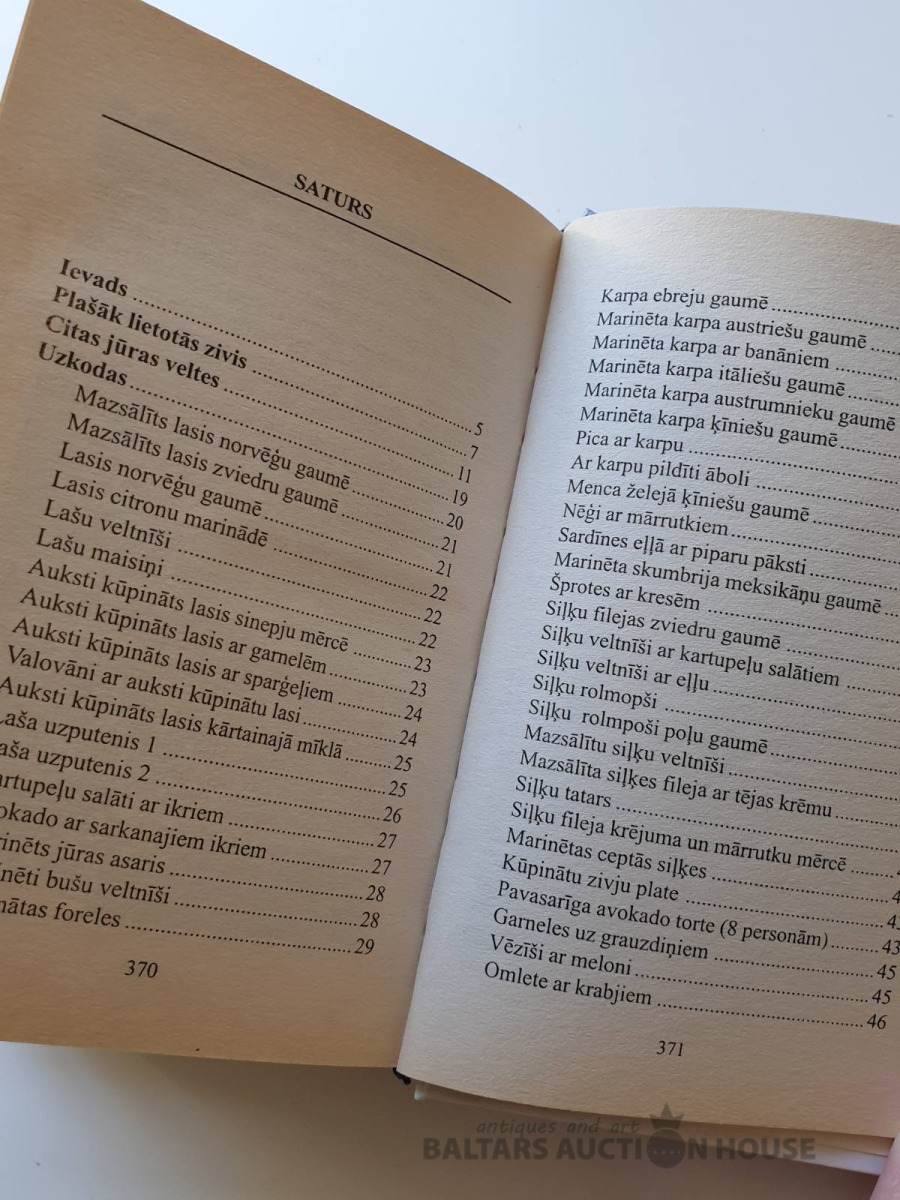 SATURS
Ievads ... 5
Plašāk lietotās zivis ... 7
Citas jūras veltes ... 11
Uzkodas ... 19
Mazsālīts lasis norvēģu gaumē ... 20
Mazsālīts lasis zviedru gaumē ... 21
Lasis norvēģu gaumē ... 21
Lasis citronu marinādē ... 22
Lašu veltnīši ... 22
Lašu maisiņi ... 22
Auksti kūpināts lasis sinepju mērcē ... 23
Auksti kūpināts lasis ar garnelēm ... 23
Auksti kūpināts lasis ar sparģeļiem ... 24
Valovāni ar auksti kūpinātu lasi ... 24
Auksti kūpināts lasis kārtainajā mīklā ... 25
aša uzputenis 1 ... 25
aša uzputenis 2 ... 26
artupeļu salāti ar ikriem ... 27
okado ar sarkanajiem ikriem ... 27
rinēts jūras asaris ... 28
inēti bušu veltnīši ... 28
nātas foreles ... 29
370
Karpa ebreju gaumē ...
Marinēta karpa austriešu gaumē ...
Marinēta karpa ar banāniem ...
Marinēta karpa itāliešu gaumē ...
Marinēta karpa austrumnieku gaumē
Marinēta karpa ķīniešu gaumē ...
Pica ar karpu ...
Ar karpu pildīti āboli ...
Menca želejā ķīniešu gaumē ...
Nēģi ar mārrutkiem ...
Sardīnes eļļā ar piparu pāksti ...
Marinēta skumbrija meksikāņu gaumē ...
Šprotes ar kresēm ...
Siļķu filejas zviedru gaumē ...
Siļķu veltnīši ar kartupeļu salātiem ...
Siļķu veltnīši ar eļļu ...
Siļķu rolmopši ...
Siļķu rolmpoši poļu gaumē ...
Mazsālītu siļķu veltnīši ...
Mazsālīta siļķes fileja ar tējas krēmu ...
Siļķu tatars ...
Siļķu fileja krējuma un mārrutku mērcē ...
Marinētas ceptās siļķes ...
Kūpinātu zivju plate ...
Pavasarīga avokado torte (8 personām) ... 43
Garneles uz grauzdiņiem ... 45
Vēzīši ar meloni ... 45
Omlete ar krabjiem ... 46
371
antiques and art
BALTARS AUCTION HOUSE